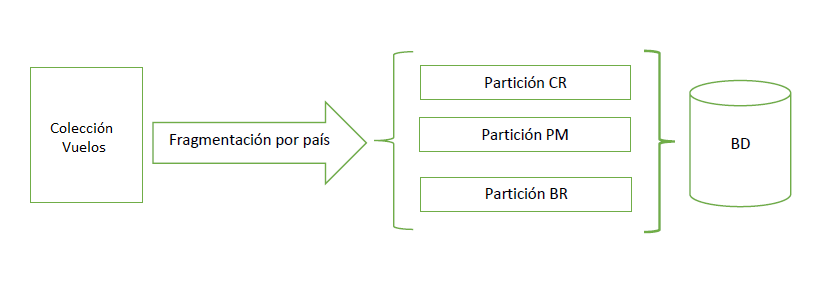 Colección
Vuelos
Fragmentación por país
Partición CR
Partición PM
Partición BR
BD